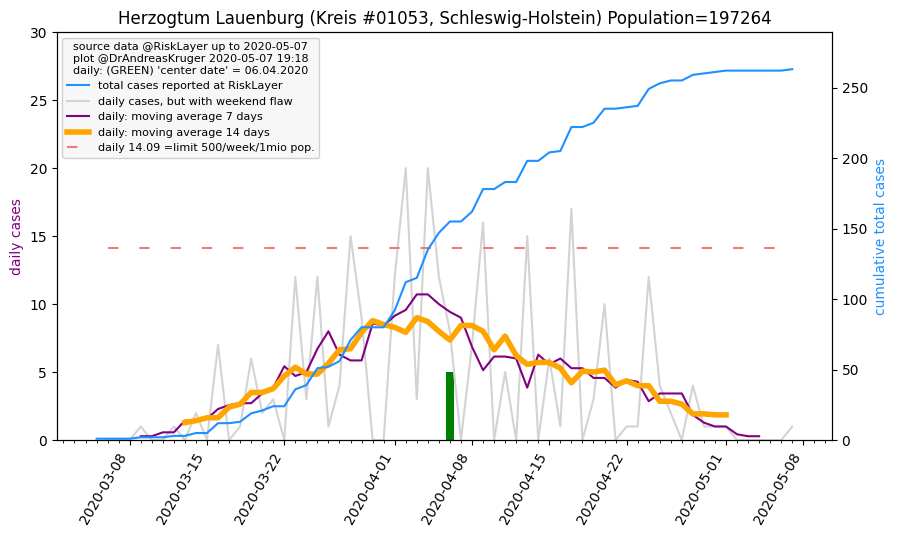 Herzogtum Lauenburg (Kreis #01053, Schleswig-Holstein) Population=197264
source data @RiskLayer up to 2020-05-07
plot @DrAndreasKruger 2020-05-07 19:18
daily: (GREEN) 'center date' = 06.04.2020
total cases reported at RiskLayer
daily cases, but with weekend flaw
daily: moving average 7 days
daily: moving average 14 days
daily 14.09 =limit 500/week/1mio pop.
daily cases
30
25
20
15
10
5
0
cumulative total cases
250
200
150
100
50
0
2020-03-08
2020-03-15
2020-03-22
2020-04-01
2020-04-08
2020-04-15
2020-04-22
2020-05-01
2020-05-08